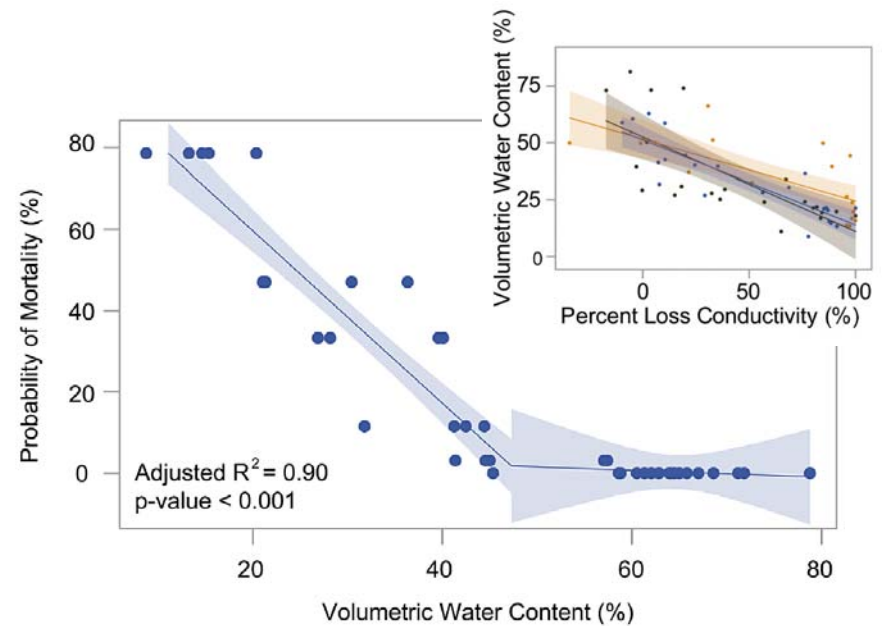 Volumetric Water Content (%)
75
50
25
0
0 50 100
Percent Loss Conductivity (%)
Probability of Mortality (%)
80
60
40
20
0
Adjusted R² = 0.90
p-value < 0.001
20 40 60 80
Volumetric Water Content (%)